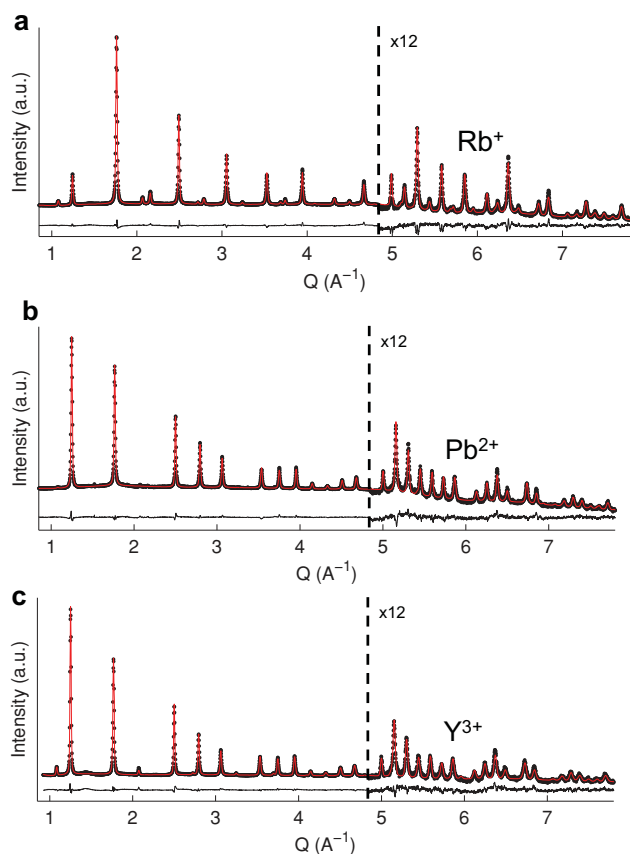 a
Intensity (a.u.)
x12
Rb⁺
1 2 3 4 5 6 7
Q (A⁻¹)
b
Intensity (a.u.)
x12
Pb²⁺
1 2 3 4 5 6 7
Q (A⁻¹)
c
Intensity (a.u.)
x12
Y³⁺
1 2 3 4 5 6 7
Q (A⁻¹)